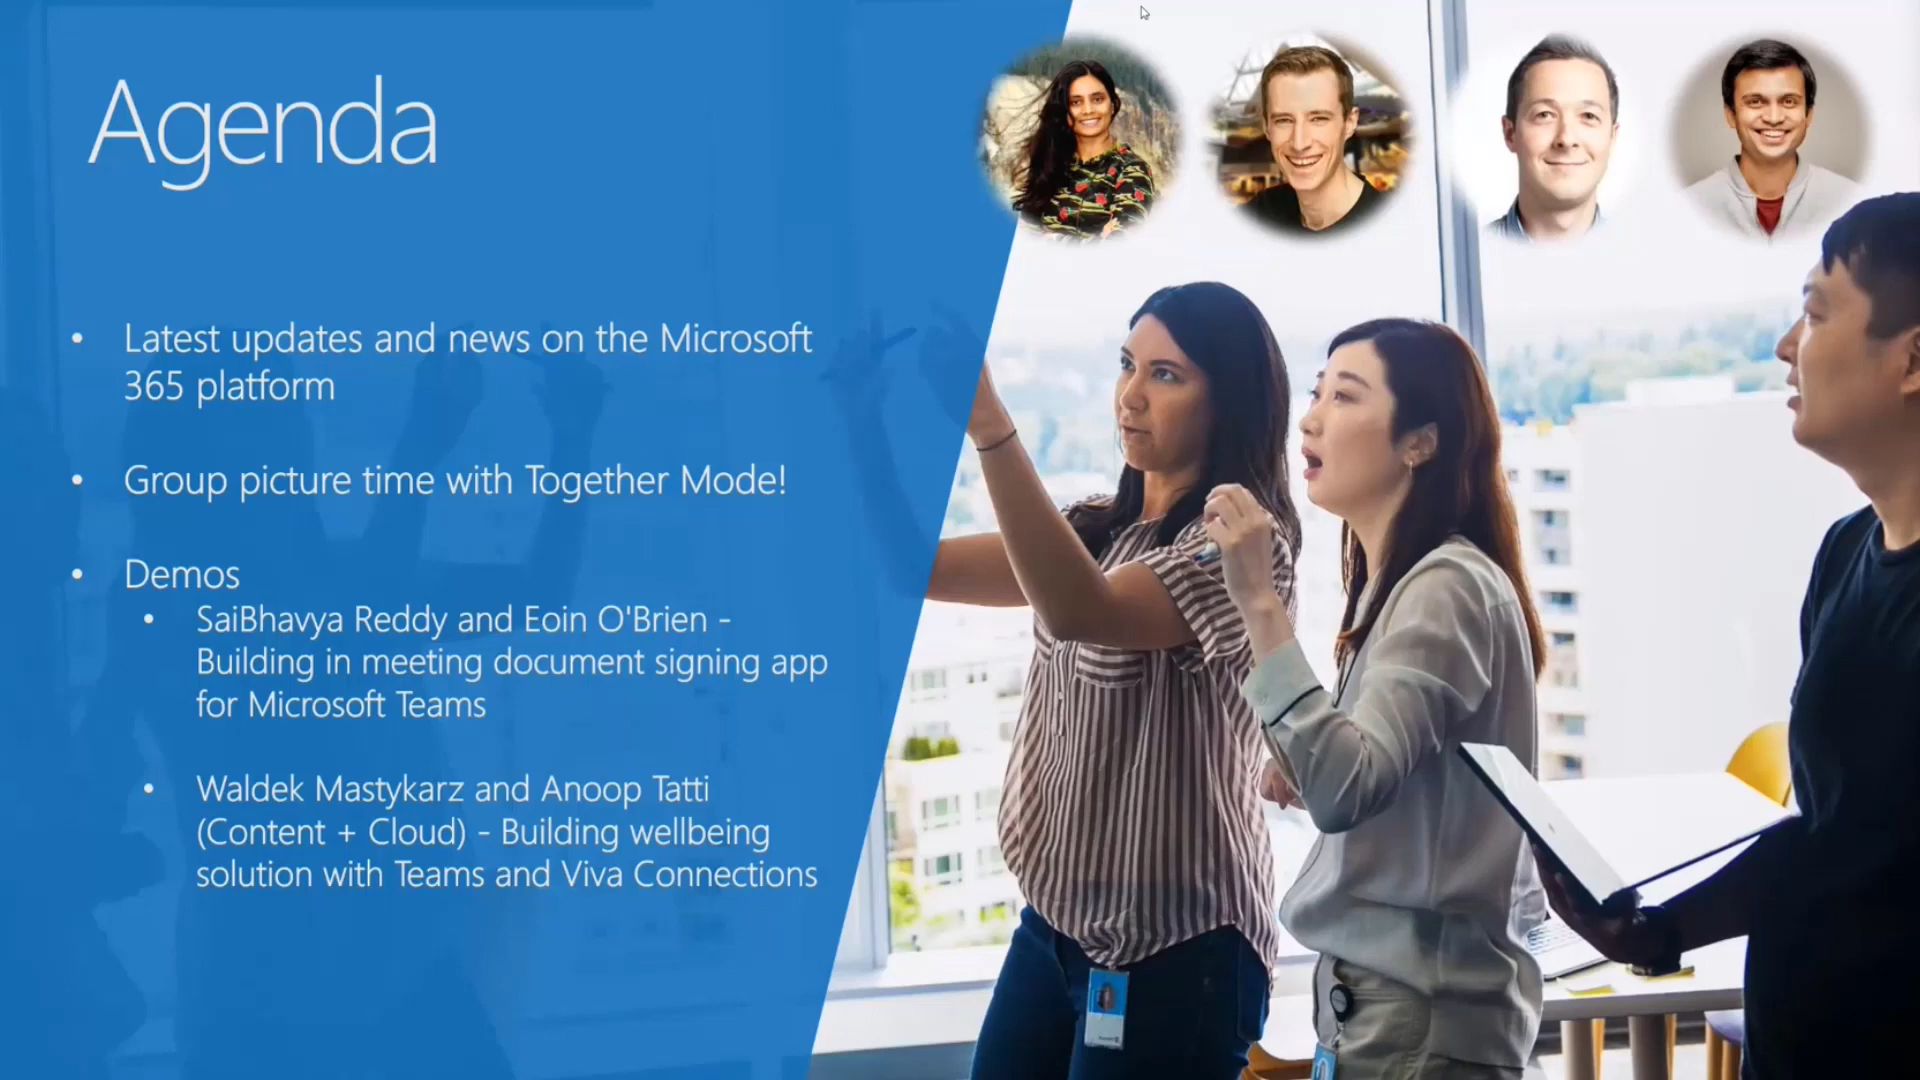 Agenda
• Latest updates and news on the Microsoft
365 platform
• Group picture time with Together Mode!
• Demos
• SaiBhavya Reddy and Eoin O'Brien -
Building in meeting document signing app
for Microsoft Teams
• Waldek Mastykarz and Anoop Tatti
(Content + Cloud) - Building wellbeing
solution with Teams and Viva Connections